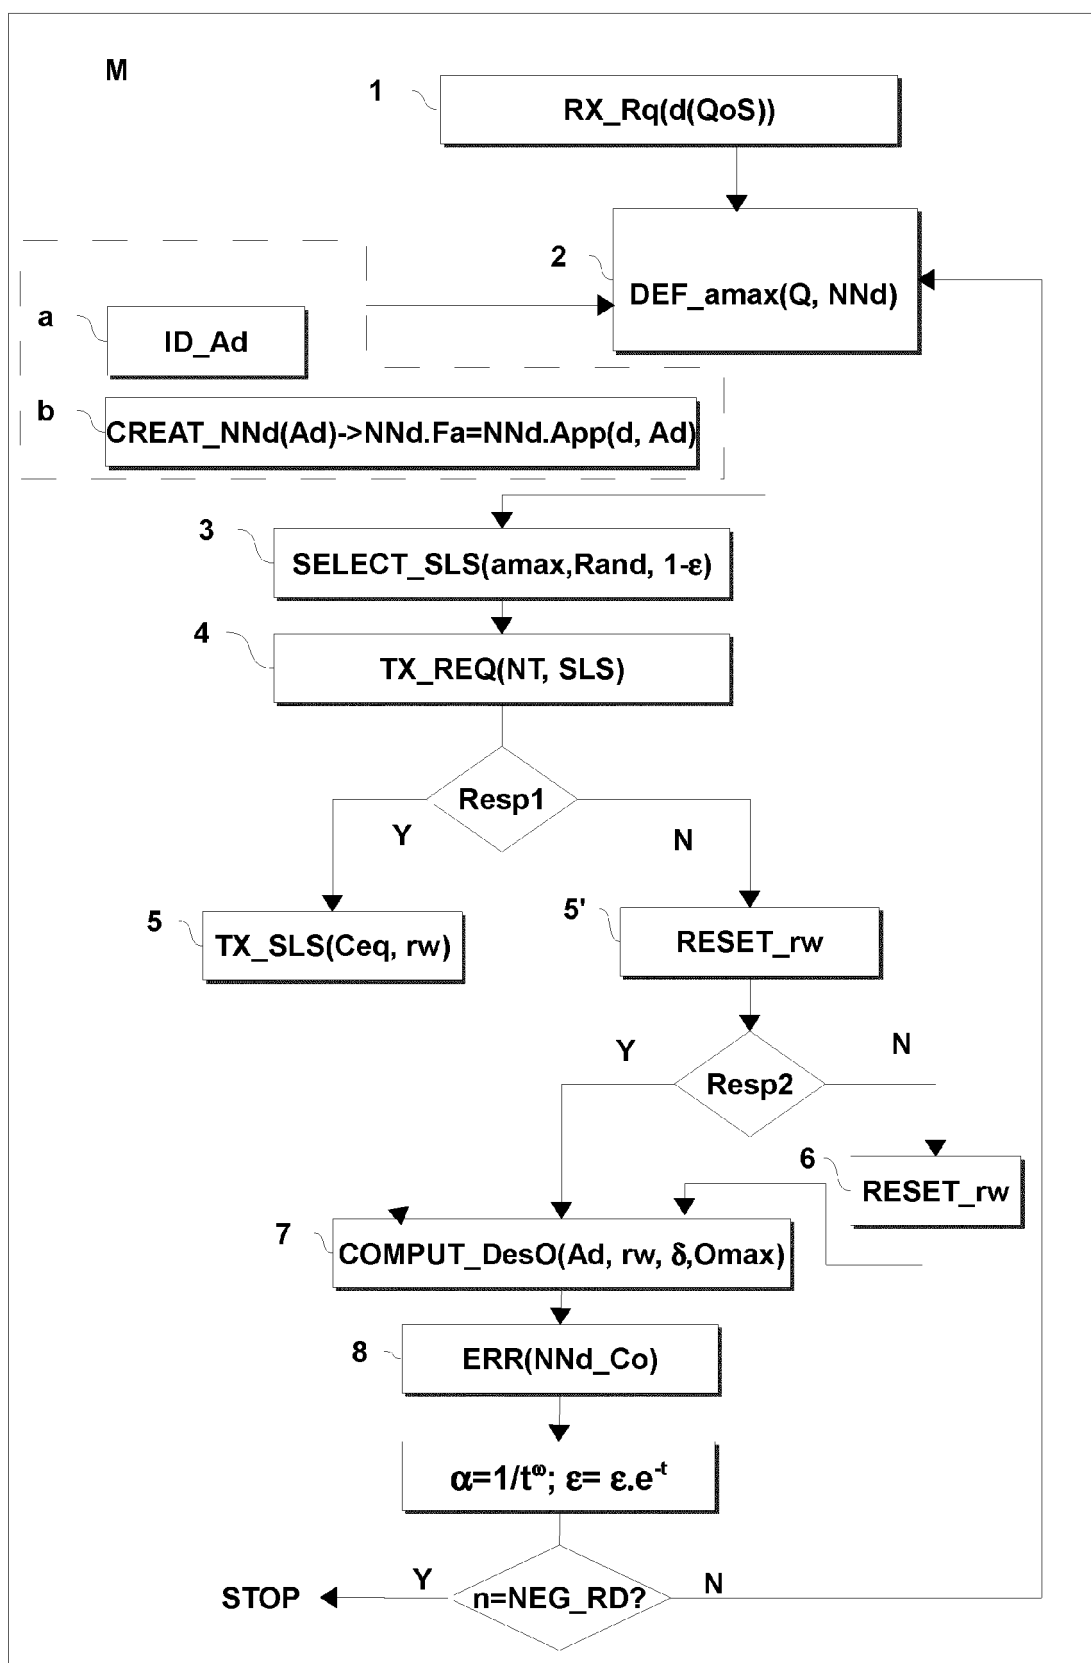 M
1
RX_Rq(d(QoS))
2
DEF_amax(Q, NNd)
a
ID_Ad
b
CREAT_NNd(Ad)->NNd.Fa=NNd.App(d, Ad)
3
SELECT_SLS(amax,Rand, 1-ε)
4
TX_REQ(NT, SLS)
Resp1
Y
N
5
TX_SLS(Ceq, rw)
5'
RESET_rw
Y
N
Resp2
6
RESET_rw
7
COMPUT_DesO(Ad, rw, δ,Omax)
8
ERR(NNd_Co)
α=1/t^ω; ε= ε.e^-t
Y
N
STOP
n=NEG_RD?